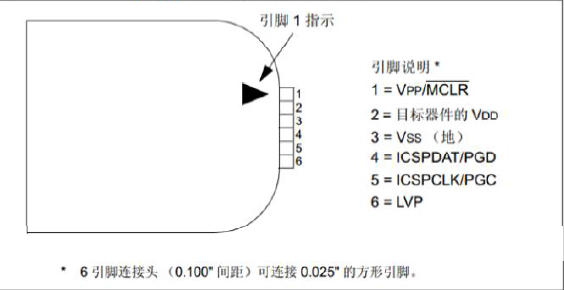 引脚 1 指示
1
2
3
4
5
6
引脚说明 *
1 = VPP/MCLR
2 = 目标器件的 VDD
3 = VSS （地）
4 = ICSPDAT/PGD
5 = ICSPCLK/PGC
6 = LVP
* 6 引脚连接头 （0.100" 间距）可连接 0.025" 的方形引脚。